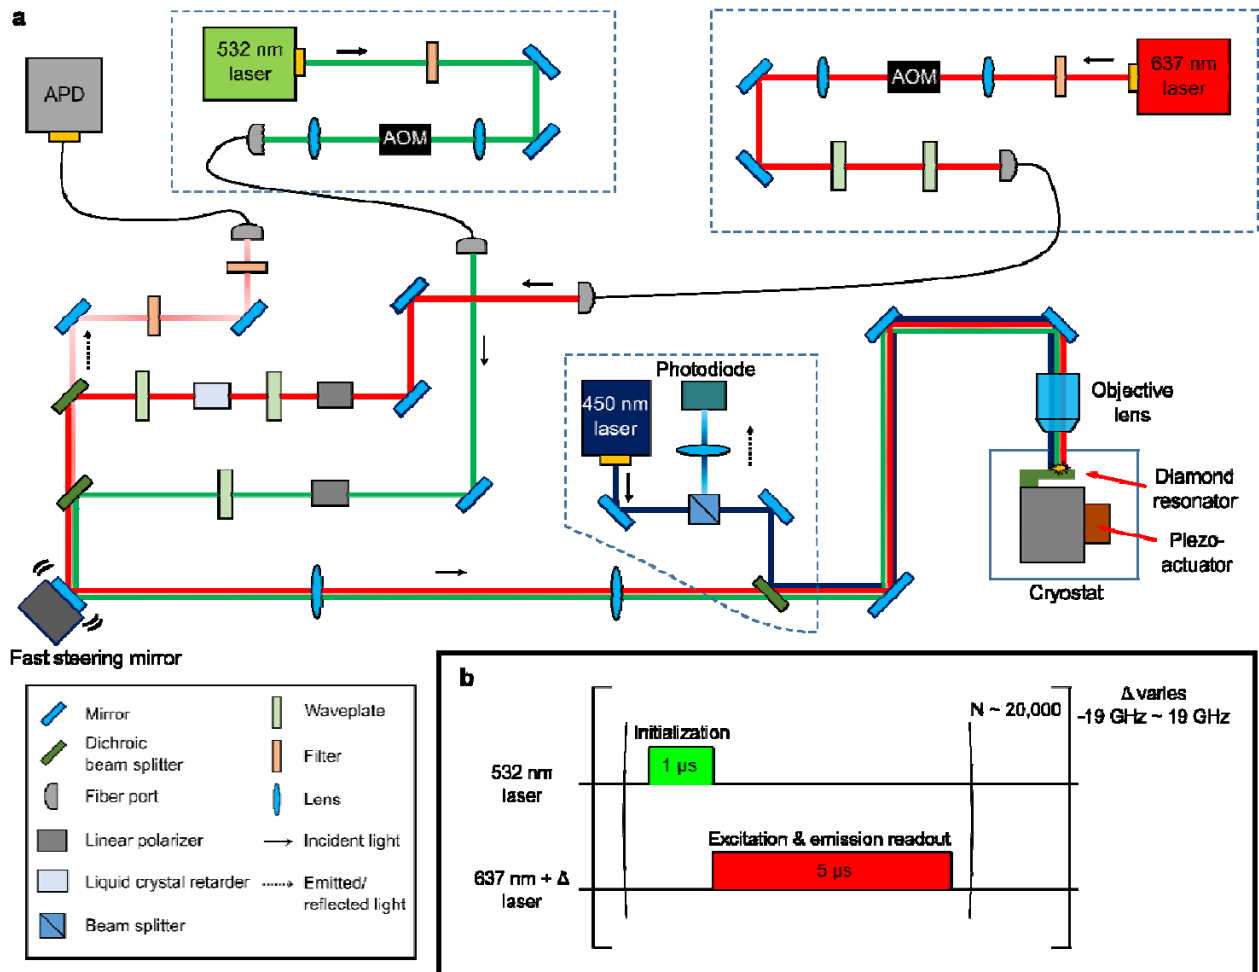 a
532 nm
laser
AOM
APD
AOM
637 nm
laser
Photodiode
450 nm
laser
Objective
lens
Diamond
resonator
Piezo-
actuator
Cryostat
Fast steering mirror
Mirror
Dichroic
beam splitter
Fiber port
Linear polarizer
Liquid crystal retarder
Beam splitter
Waveplate
Filter
Lens
Incident light
Emitted/
reflected light
b
N ~ 20,000
Δ varies
-19 GHz ~ 19 GHz
Initialization
1 µs
532 nm
laser
Excitation & emission readout
5 µs
637 nm + Δ
laser